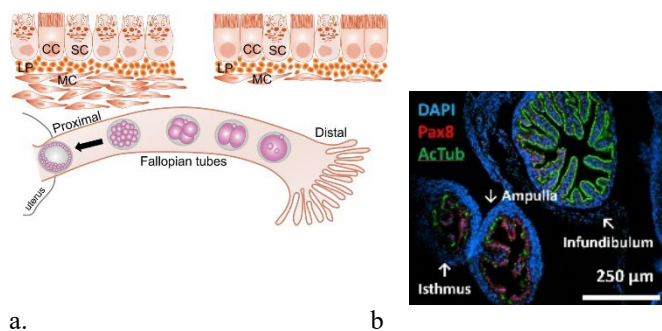 CC SC
LP
MC
CC SC
LP
MC
Proximal
Distal
Fallopian tubes
uterus
DAPI
Pax8
AcTub
Ampulla
Infundibulum
Isthmus
250 μm
a.
b